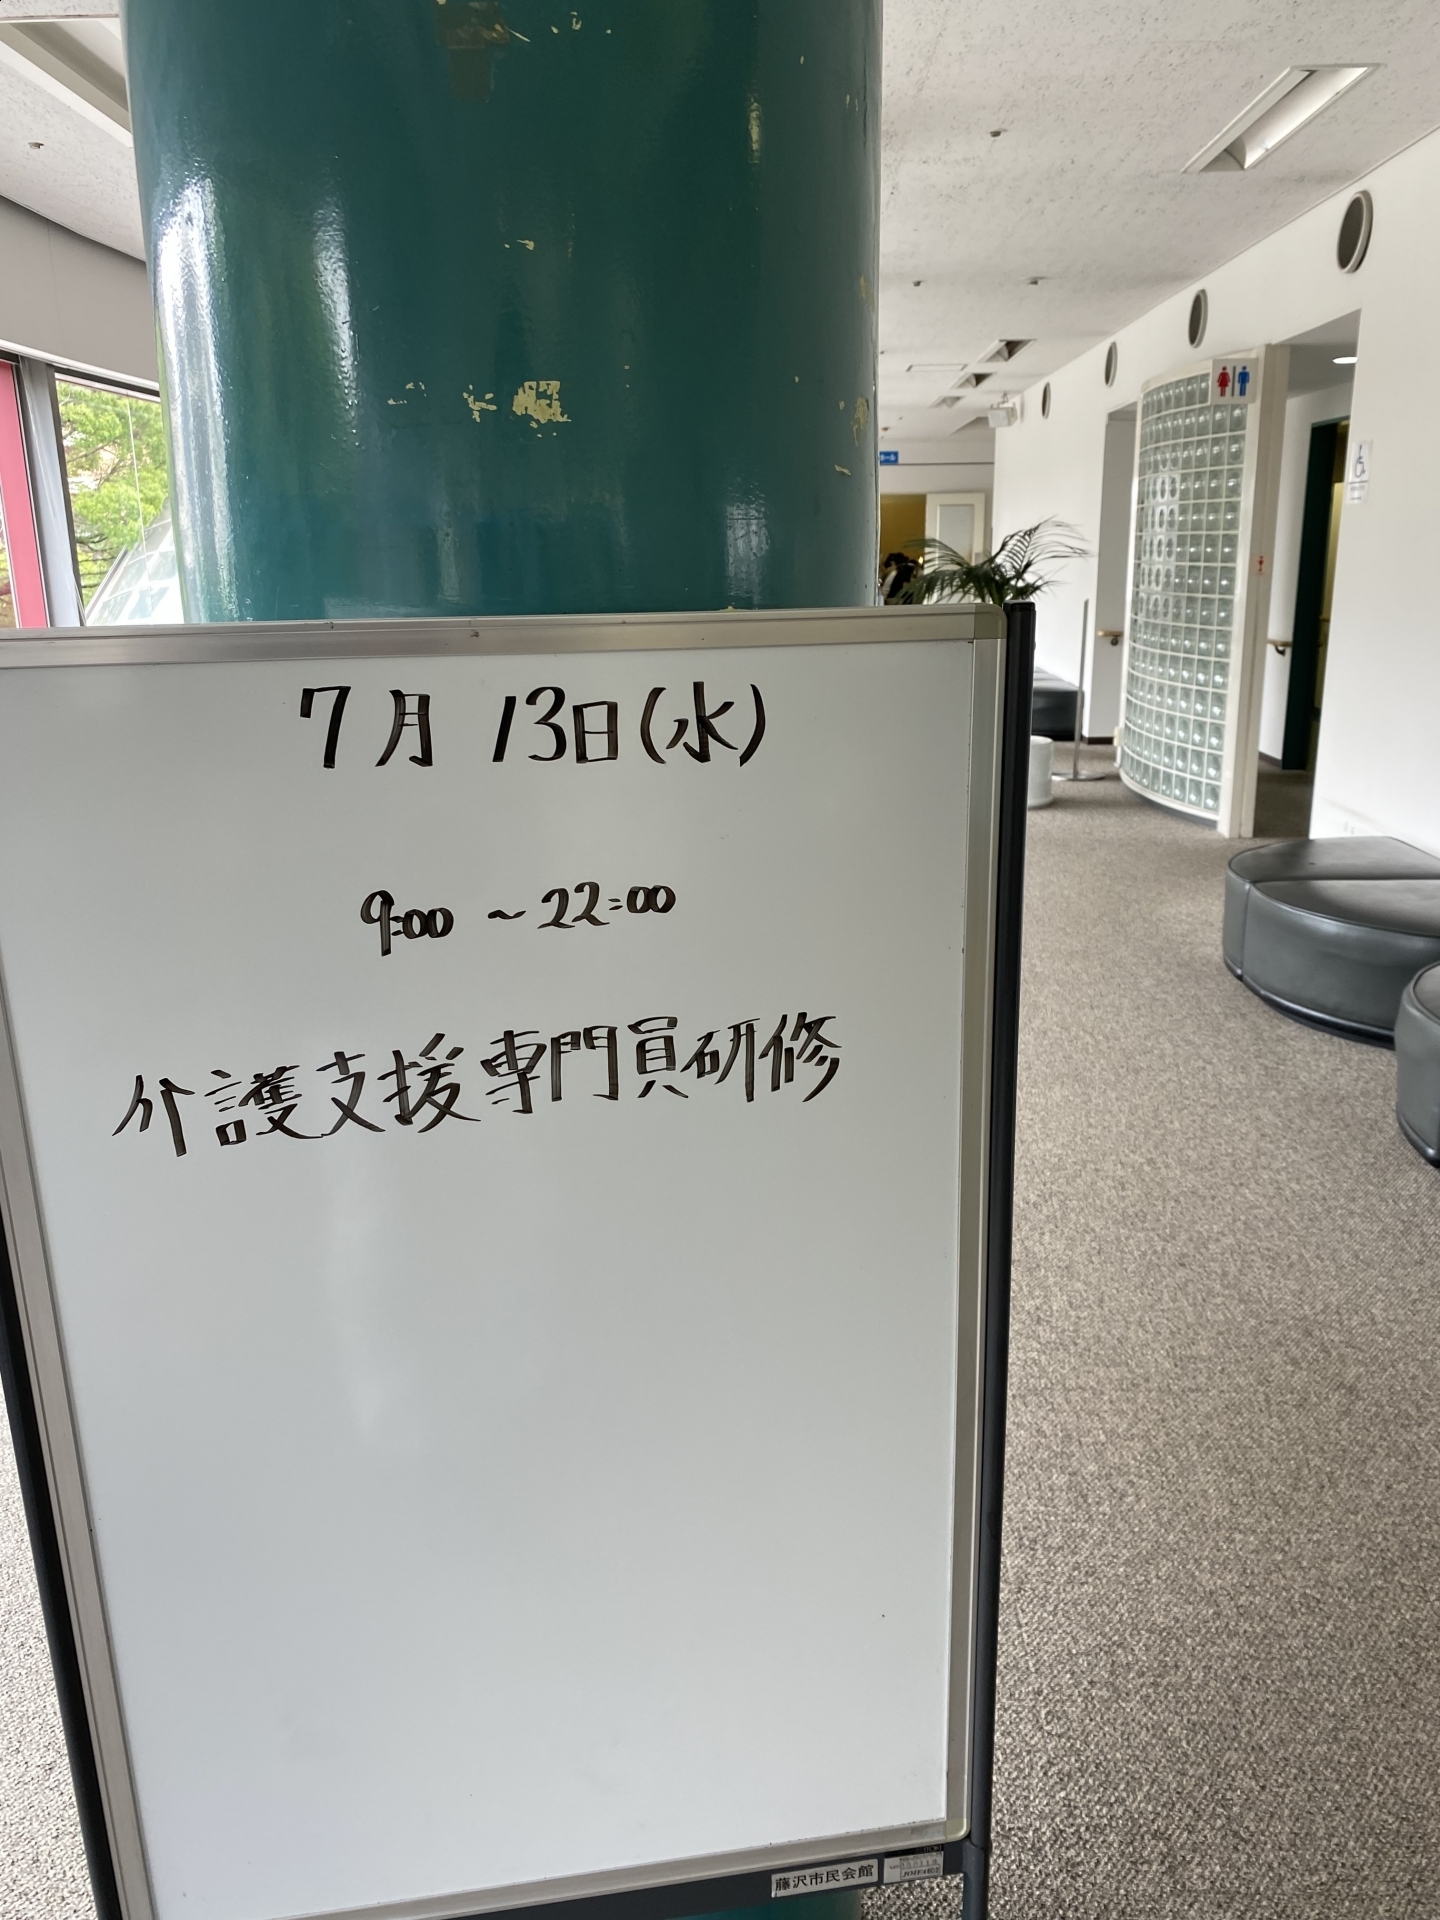 7月13日(水)
9:00 ~ 22:00
介護支援専門員研修
藤沢市民会館